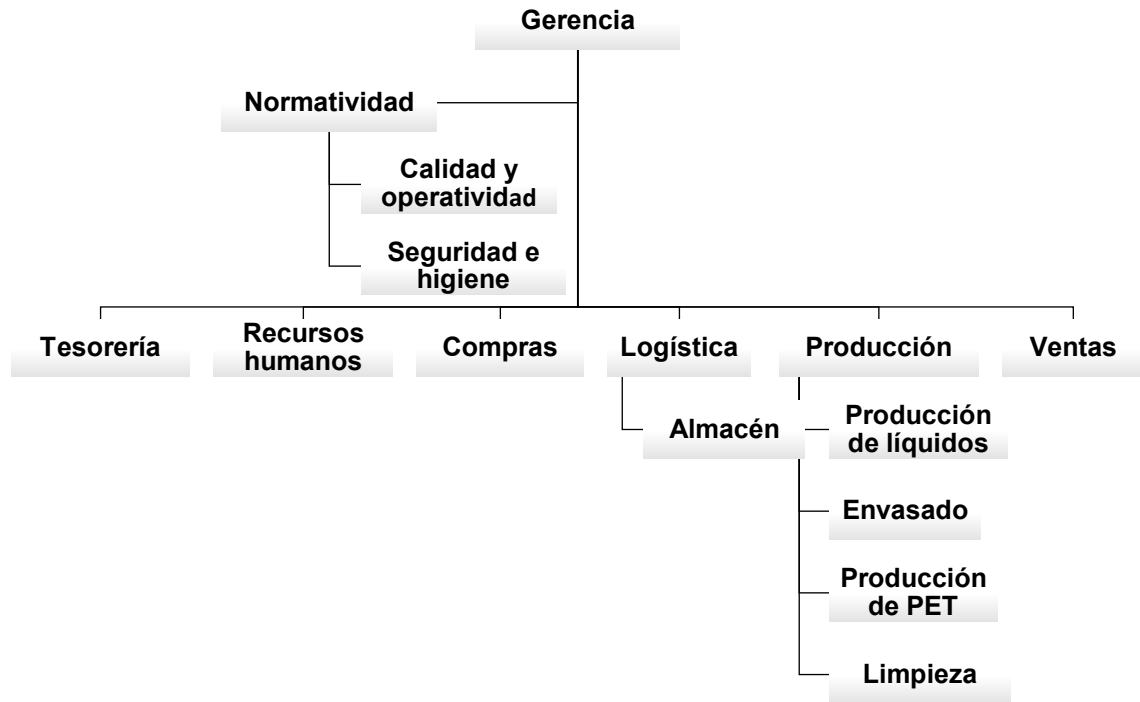 Gerencia
Normatividad
Calidad y
operatividad
Seguridad e
higiene
Tesorería
Recursos
humanos
Compras
Logística
Producción
Ventas
Almacén
Producción
de líquidos
Envasado
Producción
de PET
Limpieza